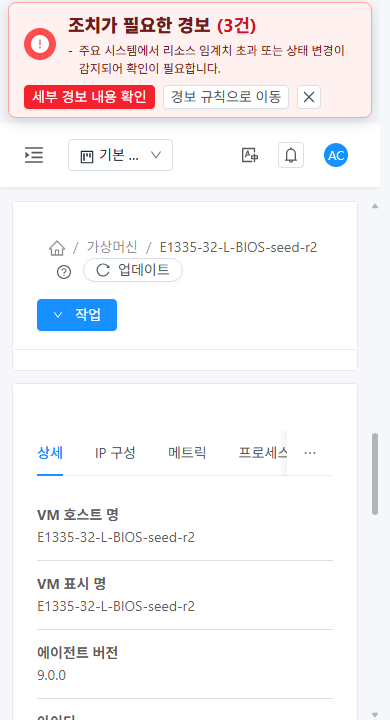 조치가 필요한 경보 (3건)
- 주요 시스템에서 리소스 임계치 초과 또는 상태 변경이
감지되어 확인이 필요합니다.
세부 경보 내용 확인 경보 규칙으로 이동
기본 ...
AC
/ 가상머신 / E1335-32-L-BIOS-seed-r2
업데이트
작업
상세 IP 구성 메트릭 프로세스 ...
VM 호스트 명
E1335-32-L-BIOS-seed-r2
VM 표시 명
E1335-32-L-BIOS-seed-r2
에이전트 버전
9.0.0